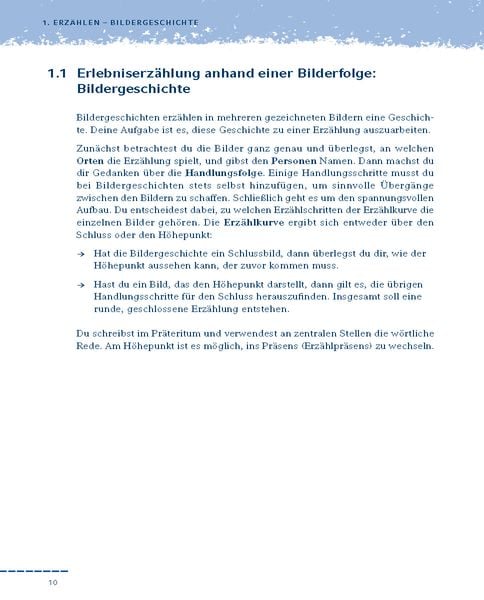 1. ERZÄHLEN – BILDERGESCHICHTE
1.1 Erlebniserzählung anhand einer Bilderfolge:
Bildergeschichte
Bildergeschichten erzählen in mehreren gezeichneten Bildern eine Geschich-
te. Deine Aufgabe ist es, diese Geschichte zu einer Erzählung auszuarbeiten.
Zunächst betrachtest du die Bilder ganz genau und überlegst, an welchen
Orten die Erzählung spielt, und gibst den Personen Namen. Dann machst du
dir Gedanken über die Handlungsfolge. Einige Handlungsschritte musst du
bei Bildergeschichten stets selbst hinzufügen, um sinnvolle Übergänge
zwischen den Bildern zu schaffen. Schließlich geht es um den spannungsvollen
Aufbau. Du entscheidest dabei, zu welchen Erzählschritten der Erzählkurve die
einzelnen Bilder gehören. Die Erzählkurve ergibt sich entweder über den
Schluss oder den Höhepunkt:
→ Hat die Bildergeschichte ein Schlussbild, dann überlegst du dir, wie der
Höhepunkt aussehen kann, der zuvor kommen muss.
→ Hast du ein Bild, das den Höhepunkt darstellt, dann gilt es, die übrigen
Handlungsschritte für den Schluss herauszufinden. Insgesamt soll eine
runde, geschlossene Erzählung entstehen.
Du schreibst im Präteritum und verwendest an zentralen Stellen die wörtliche
Rede. Am Höhepunkt ist es möglich, ins Präsens (Erzählpräsens) zu wechseln.
10